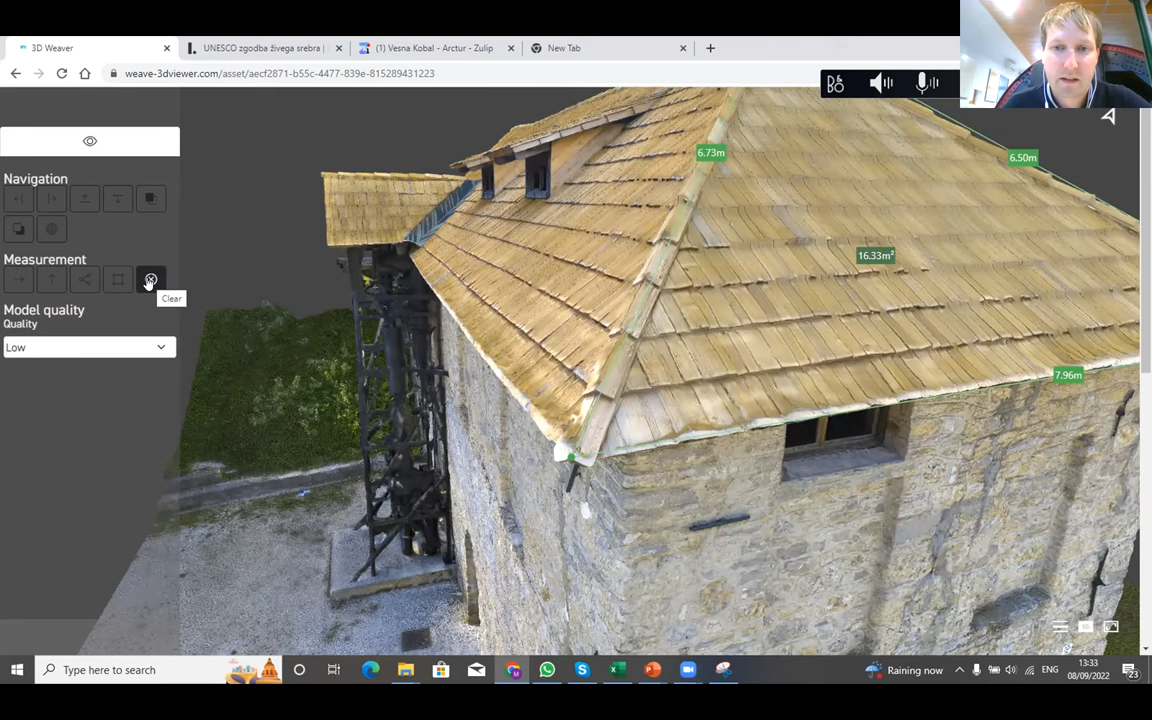 3D Weaver
UNESCO zgodba živega srebra |
(1) Vesna Kobal - Arctur - Zulip
New Tab
weave-3dviewer.com/asset/aecf2871-b55c-4477-839e-815289431223
Navigation
Measurement
Clear
Model quality
Quality
Low
6.73m
6.50m
16.33m²
7.96m
SD
Type here to search
Raining now
ENG
13:33
08/09/2022
23